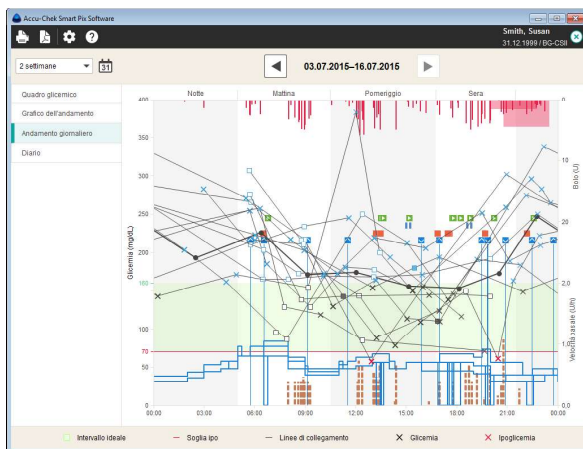 Accu-Chek Smart Pix Software
Smith, Susan
31.12.1999 / BG-CSII
2 settimane
31
03.07.2015–16.07.2015
Quadro glicemico
Grafico dell'andamento
Andamento giornaliero
Diario
Notte Mattina Pomeriggio Sera
Glicemia (mg/dL)
400
350
300
250
200
150
100
70
50
0
Bolo (U)
0
10
20
Velocità basale (U/h)
2,0
1,0
0,0
00:00 03:00 06:00 09:00 12:00 15:00 18:00 21:00 00:00
Intervallo ideale Soglia ipo Linee di collegamento Glicemia Ipoglicemia